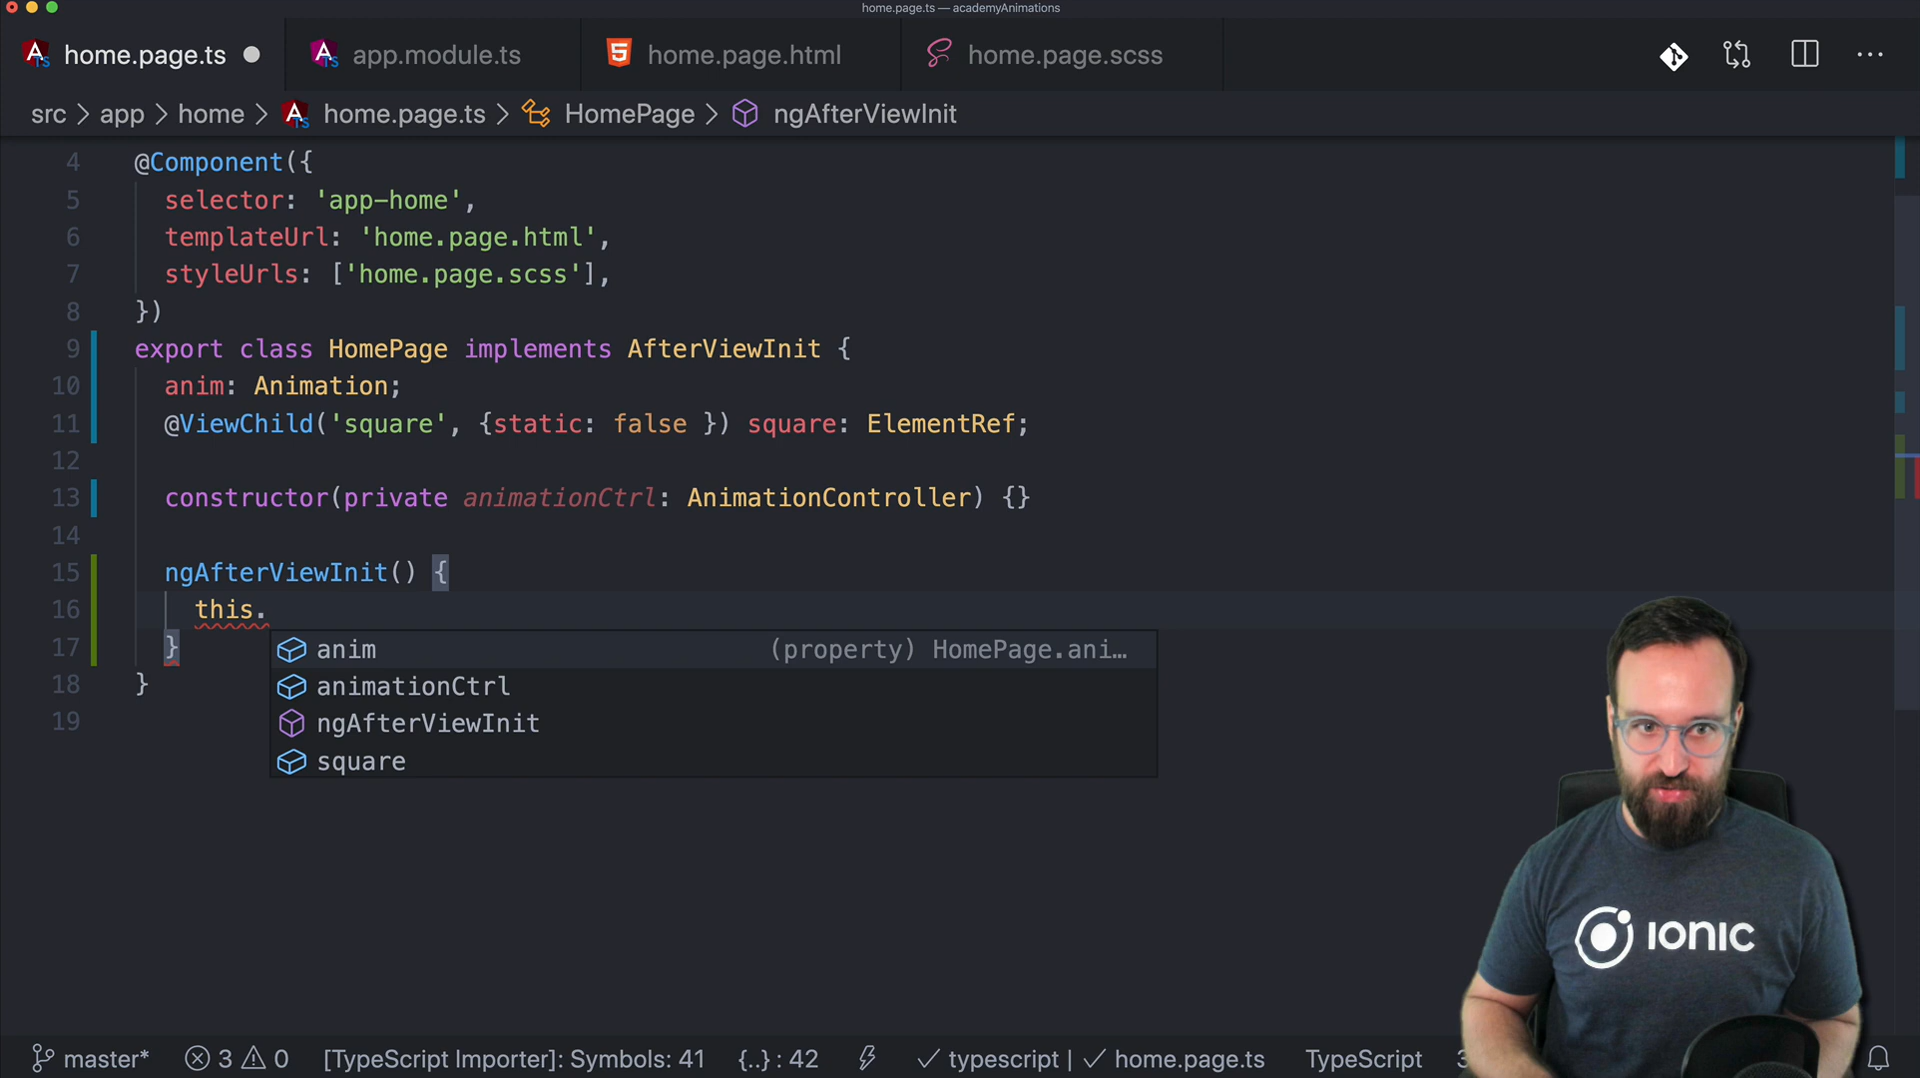 home.page.ts — academyAnimations
home.page.ts app.module.ts home.page.html home.page.scss
src > app > home > home.page.ts > HomePage > ngAfterViewInit
4 @Component({
5 selector: 'app-home',
6 templateUrl: 'home.page.html',
7 styleUrls: ['home.page.scss'],
8 })
9 export class HomePage implements AfterViewInit {
10 anim: Animation;
11 @ViewChild('square', {static: false }) square: ElementRef;
12
13 constructor(private animationCtrl: AnimationController) {}
14
15 ngAfterViewInit() {
16 this.
17 }
anim (property) HomePage.ani…
18 }
animationCtrl
19
ngAfterViewInit
square
IONIC
master* 3 0 [TypeScript Importer]: Symbols: 41 {..} : 42 typescript | home.page.ts TypeScript 3